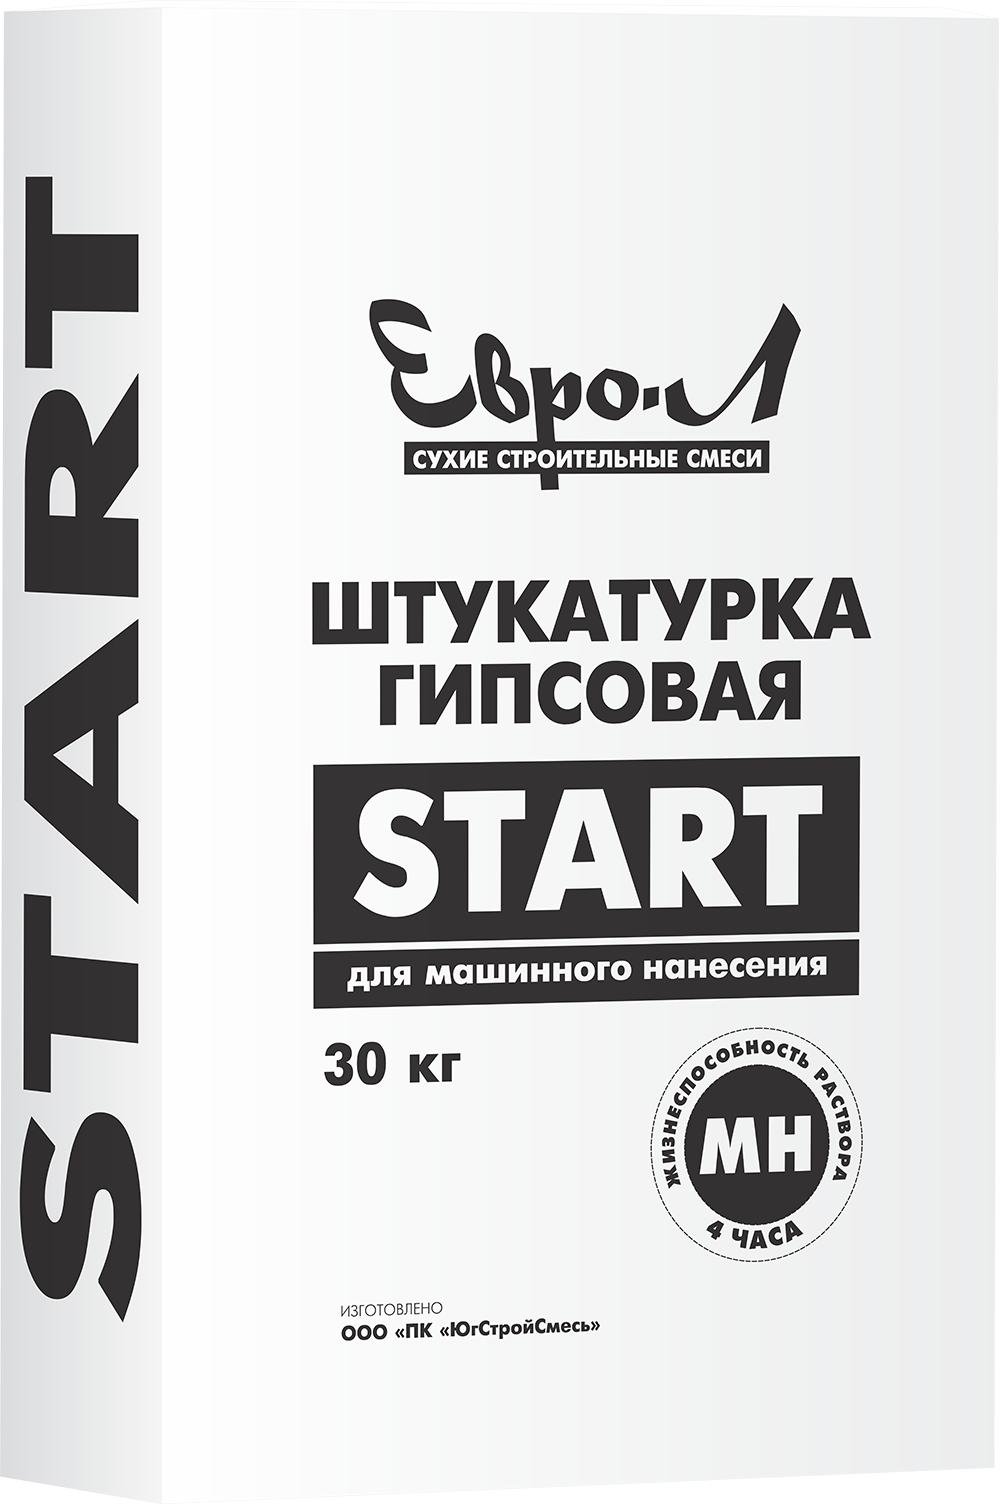 START
Евро-Л
СУХИЕ СТРОИТЕЛЬНЫЕ СМЕСИ
ШТУКАТУРКА
ГИПСОВАЯ
START
для машинного нанесения
30 кг
ЖИЗНЕСПОСОБНОСТЬ РАСТВОРА
МН
4 ЧАСА
ИЗГОТОВЛЕНО
ООО «ПК «ЮгСтройСмесь»